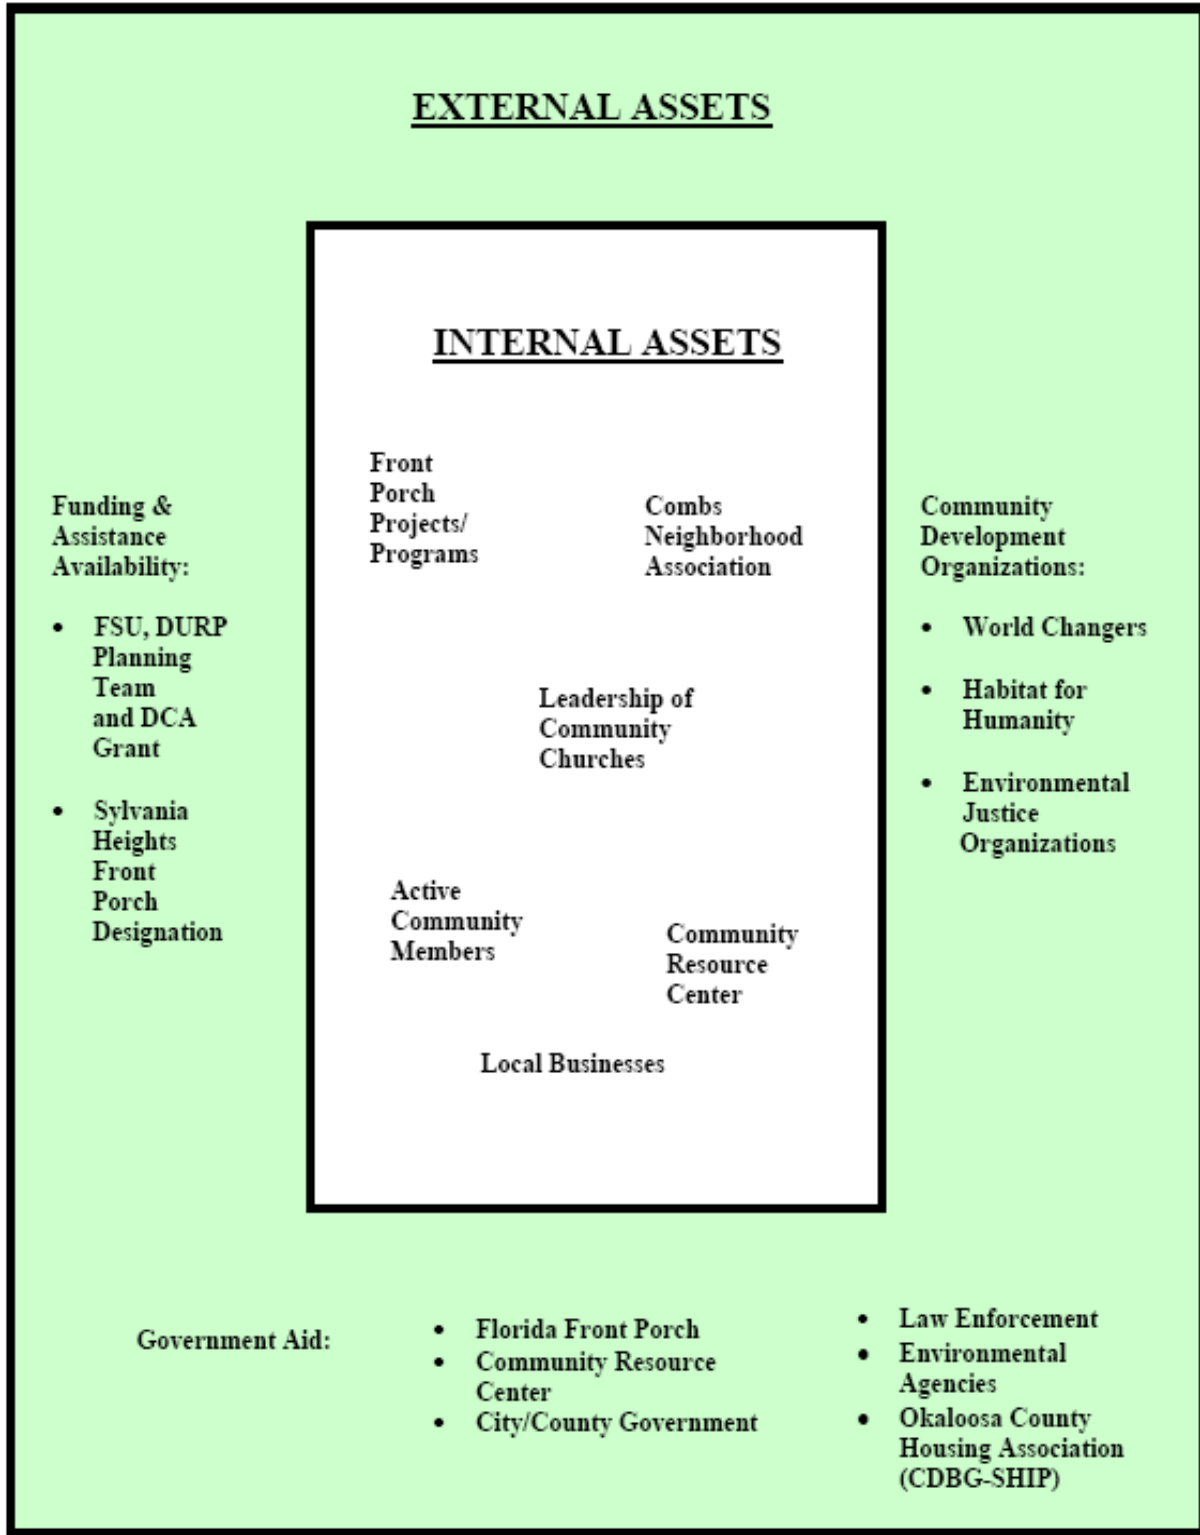 EXTERNAL ASSETS
INTERNAL ASSETS
Front
Porch
Projects/
Programs
Combs
Neighborhood
Association
Leadership of
Community
Churches
Active
Community
Members
Community
Resource
Center
Local Businesses
Funding &
Assistance
Availability:
• FSU, DURP
Planning
Team
and DCA
Grant
• Sylvania
Heights
Front
Porch
Designation
Community
Development
Organizations:
• World Changers
• Habitat for
Humanity
• Environmental
Justice
Organizations
Government Aid:
• Florida Front Porch
• Community Resource
Center
• City/County Government
• Law Enforcement
• Environmental
Agencies
• Okaloosa County
Housing Association
(CDBG-SHIP)